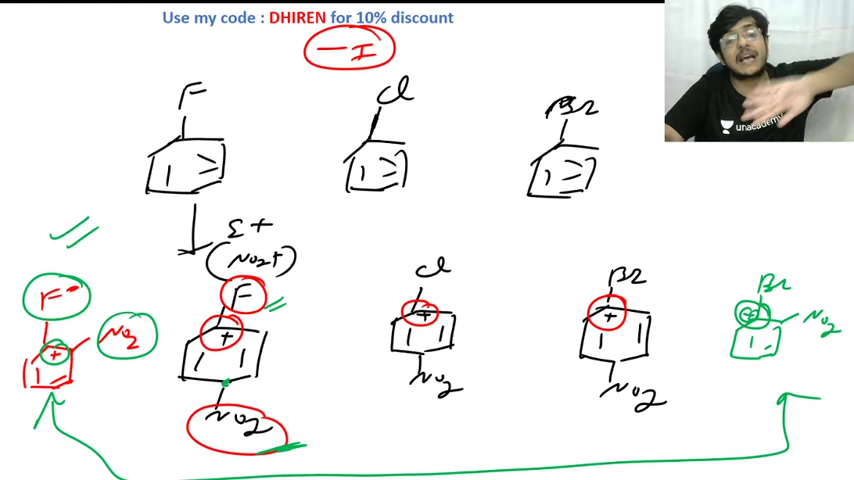 Use my code : DHIREN for 10% discount
– I
F
Cl
Br
unacademy
E +
(NO2+)
F
NO2
+
F
+
NO2
Cl
+
NO2
Br
+
NO2
Br
+
NO2